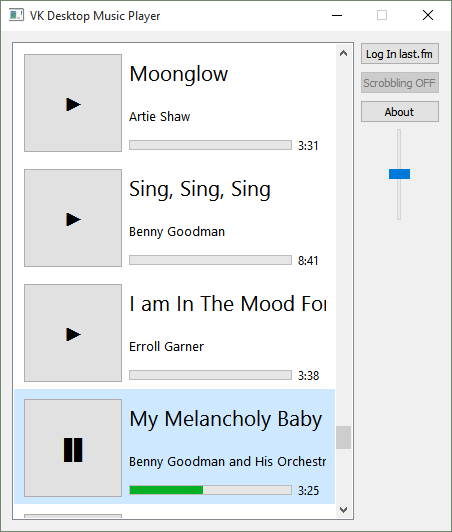 VK Desktop Music Player
Log In last.fm
Scrobbling OFF
About
Moonglow
Artie Shaw
3:31
Sing, Sing, Sing
Benny Goodman
8:41
I am In The Mood For
Erroll Garner
3:38
My Melancholy Baby
Benny Goodman and His Orchestr
3:25